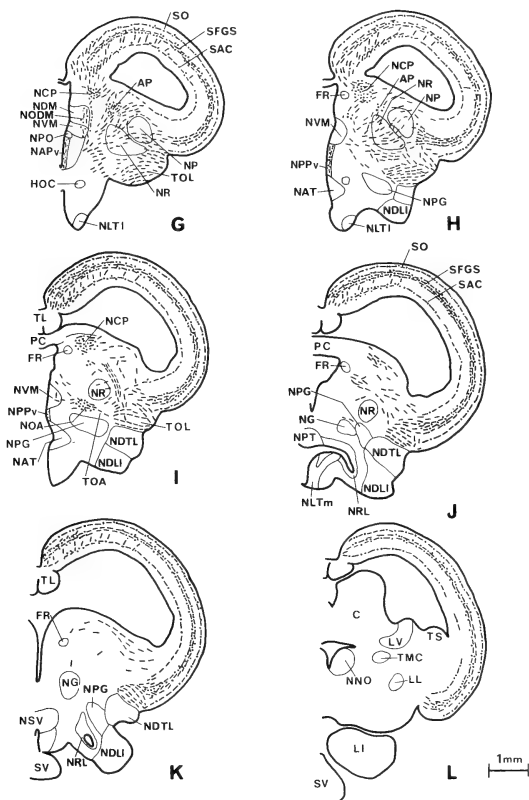 SO
SFGS
SAC
NCP
AP
NDM
NODM
NVM
NPO
NAPv
HOC
NP
TOL
NR
NLTl
G
NCP
AP
NR
NP
FR
NVM
NPPv
NAT
NPG
NDLI
NLTl
H
TL
NCP
PC
FR
NR
NVM
NPPv
NOA
NPG
NAT
TOL
NDTL
NDLI
TOA
I
SO
SFGS
SAC
PC
FR
NPG
NR
NG
NPT
NDTL
NDLI
NLTm
NRL
J
TL
FR
NG
NPG
NSV
NDTL
NRL
NDLI
SV
K
C
LV
TS
TMC
NNO
LL
LI
SV
L
1mm